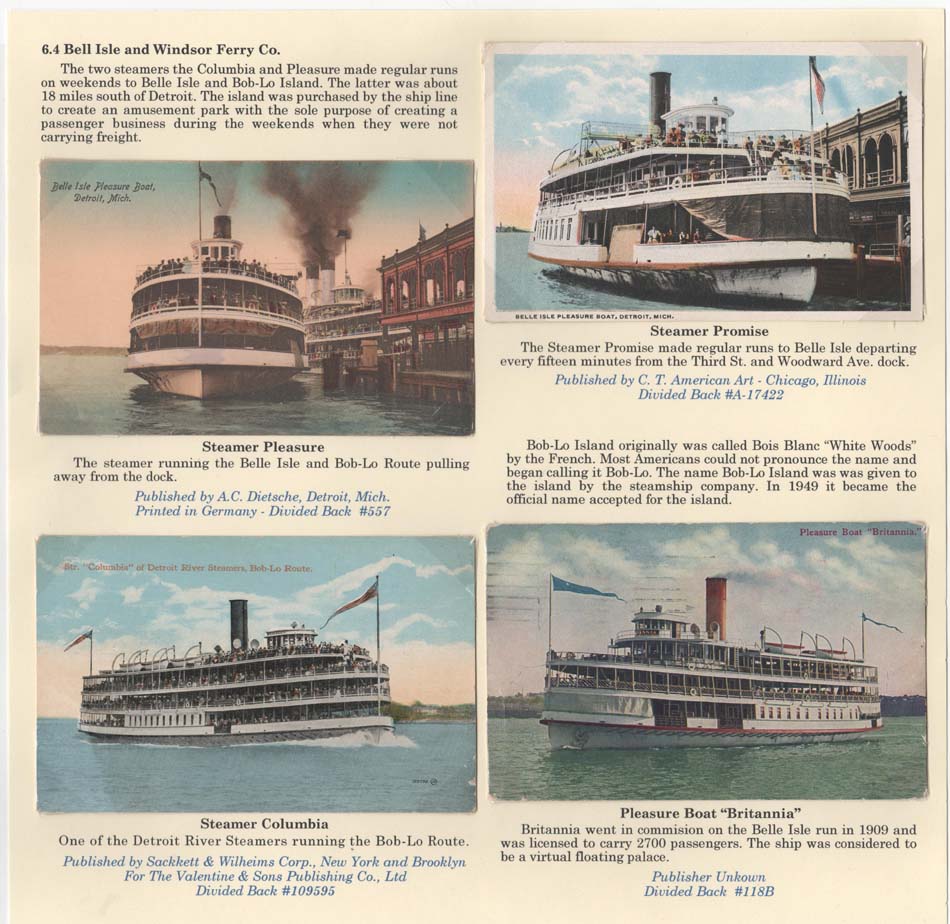 6.4 Bell Isle and Windsor Ferry Co.
The two steamers the Columbia and Pleasure made regular runs
on weekends to Belle Isle and Bob-Lo Island. The latter was about
18 miles south of Detroit. The island was purchased by the ship line
to create an amusement park with the sole purpose of creating a
passenger business during the weekends when they were not
carrying freight.
Belle Isle Pleasure Boat,
Detroit, Mich.
Steamer Pleasure
The steamer running the Belle Isle and Bob-Lo Route pulling
away from the dock.
Published by A.C. Dietsche, Detroit, Mich.
Printed in Germany - Divided Back #557
Str. "Columbia" of Detroit River Steamers, Bob-Lo Route.
Steamer Columbia
One of the Detroit River Steamers running the Bob-Lo Route.
Published by Sackkett & Wilheims Corp., New York and Brooklyn
For The Valentine & Sons Publishing Co., Ltd
Divided Back #109595
BELLE ISLE PLEASURE BOAT, DETROIT, MICH.
Steamer Promise
The Steamer Promise made regular runs to Belle Isle departing
every fifteen minutes from the Third St. and Woodward Ave. dock.
Published by C. T. American Art - Chicago, Illinois
Divided Back #A-17422
Bob-Lo Island originally was called Bois Blanc “White Woods”
by the French. Most Americans could not pronounce the name and
began calling it Bob-Lo. The name Bob-Lo Island was was given to
the island by the steamship company. In 1949 it became the
official name accepted for the island.
Pleasure Boat "Britannia."
Pleasure Boat “Britannia”
Britannia went in commision on the Belle Isle run in 1909 and
was licensed to carry 2700 passengers. The ship was considered to
be a virtual floating palace.
Publisher Unkown
Divided Back #118B